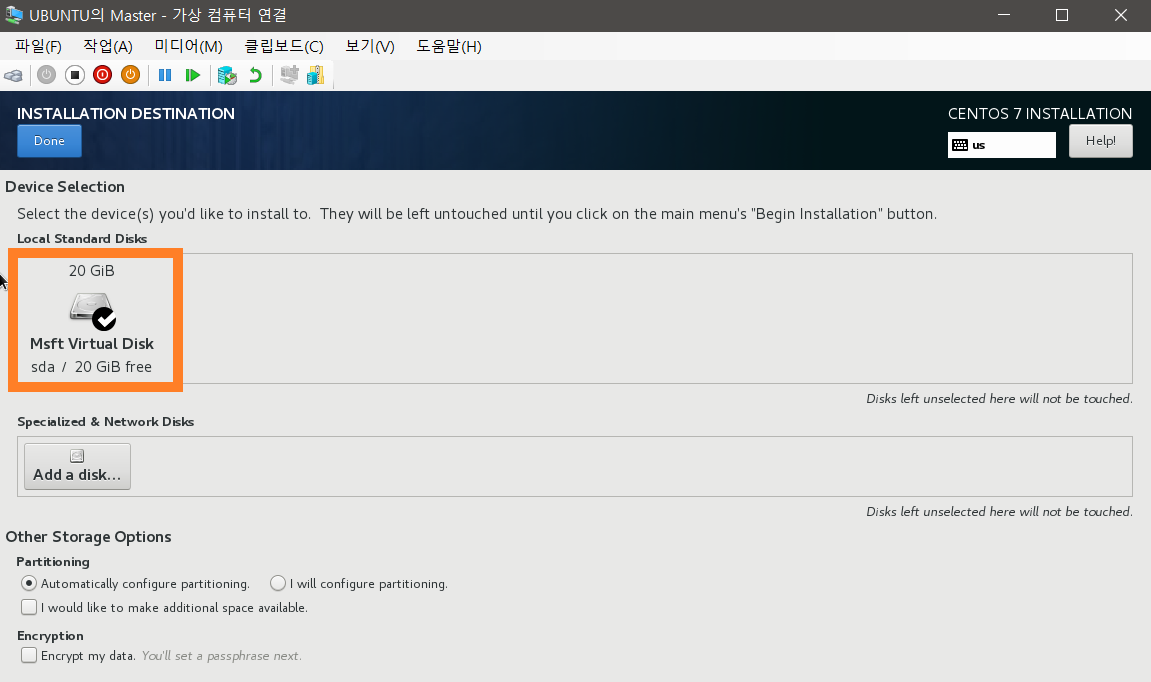 UBUNTU의 Master - 가상 컴퓨터 연결
파일(F) 작업(A) 미디어(M) 클립보드(C) 보기(V) 도움말(H)
INSTALLATION DESTINATION
CENTOS 7 INSTALLATION
Done
us
Help!
Device Selection
Select the device(s) you'd like to install to. They will be left untouched until you click on the main menu's "Begin Installation" button.
Local Standard Disks
20 GiB
Msft Virtual Disk
sda / 20 GiB free
Disks left unselected here will not be touched.
Specialized & Network Disks
Add a disk...
Disks left unselected here will not be touched.
Other Storage Options
Partitioning
Automatically configure partitioning. I will configure partitioning.
I would like to make additional space available.
Encryption
Encrypt my data. You'll set a passphrase next.